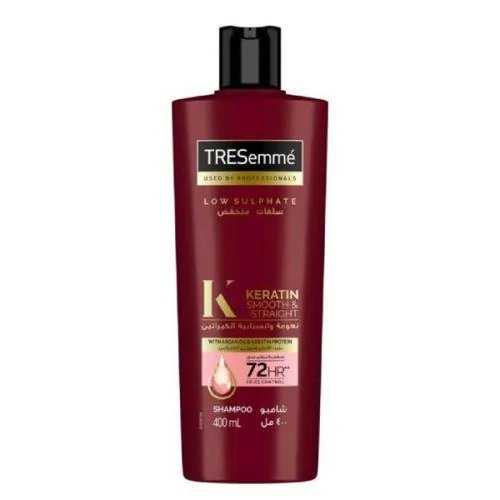 TRESemmé
USED BY PROFESSIONALS
LOW SULPHATE
سلفات منخفض
K KERATIN
SMOOTH &
STRAIGHT
نعومة وانسيابية الكيراتين
WITH ARGAN OIL & KERATIN PROTEIN
72HR**
FRIZZ CONTROL
SHAMPOO شامبو
400 mL ٤٠٠ مل